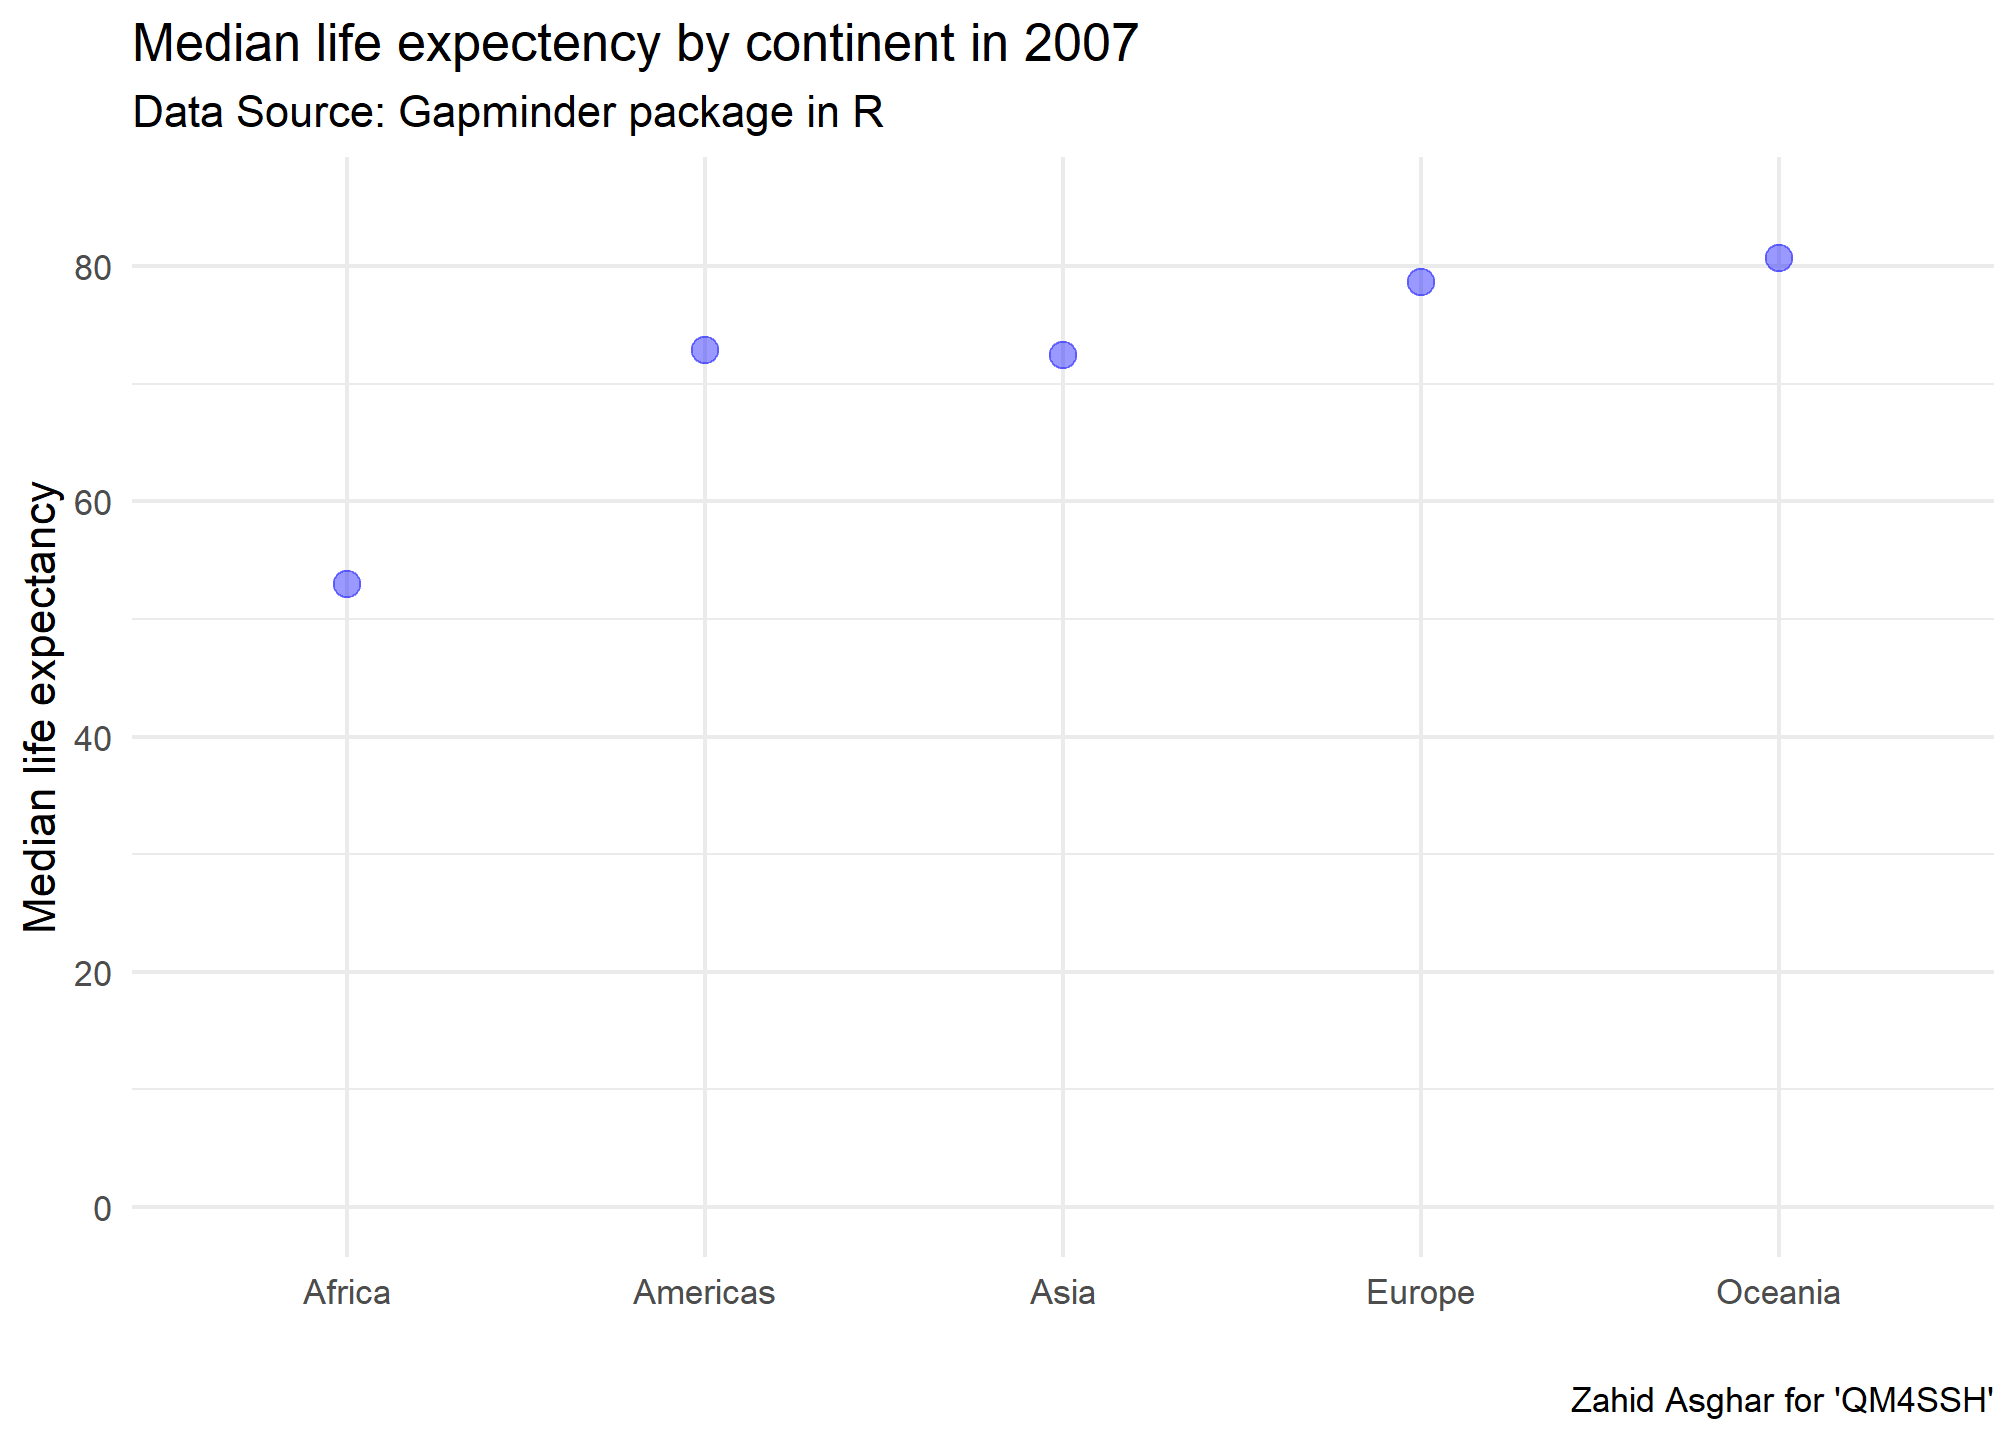 Median life expectency by continent in 2007
Data Source: Gapminder package in R
Median life expectancy
80
60
40
20
0
Africa
Americas
Asia
Europe
Oceania
Zahid Asghar for 'QM4SSH'